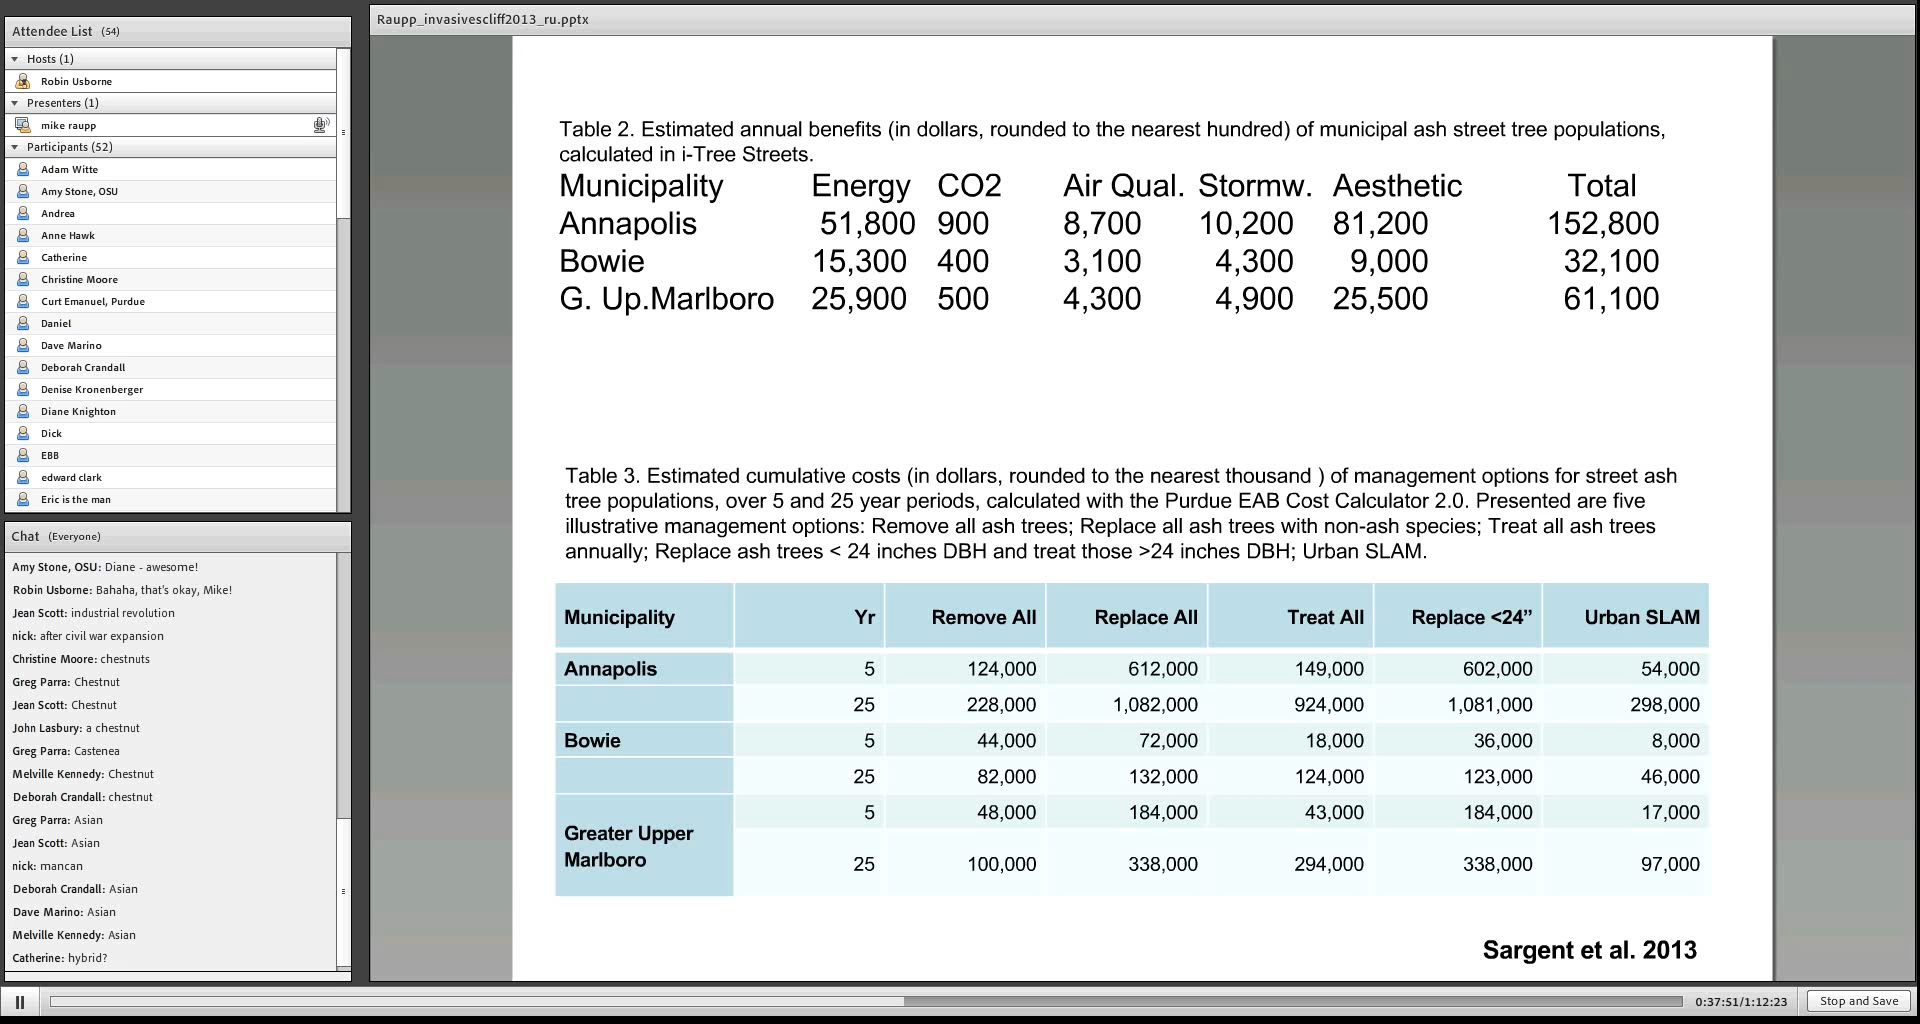 Raupp_invasivescliff2013_ru.pptx
Attendee List (54)
Hosts (1)
Robin Usborne
Presenters (1)
mike raupp
Participants (52)
Adam Witte
Amy Stone, OSU
Andrea
Anne Hawk
Catherine
Christine Moore
Curt Emanuel, Purdue
Daniel
Dave Marino
Deborah Crandall
Denise Kronenberger
Diane Knighton
Dick
EBB
edward clark
Eric is the man
Chat (Everyone)
Amy Stone, OSU: Diane - awesome!
Robin Usborne: Bahaha, that's okay, Mike!
Jean Scott: industrial revolution
nick: after civil war expansion
Christine Moore: chestnuts
Greg Parra: Chestnut
Jean Scott: Chestnut
John Lasbury: a chestnut
Greg Parra: Castenea
Melville Kennedy: Chestnut
Deborah Crandall: chestnut
Greg Parra: Asian
Jean Scott: Asian
nick: mancan
Deborah Crandall: Asian
Dave Marino: Asian
Melville Kennedy: Asian
Catherine: hybrid?
Table 2. Estimated annual benefits (in dollars, rounded to the nearest hundred) of municipal ash street tree populations,
calculated in i-Tree Streets.
Municipality Energy CO2 Air Qual. Stormw. Aesthetic Total
Annapolis 51,800 900 8,700 10,200 81,200 152,800
Bowie 15,300 400 3,100 4,300 9,000 32,100
G. Up.Marlboro 25,900 500 4,300 4,900 25,500 61,100
Table 3. Estimated cumulative costs (in dollars, rounded to the nearest thousand ) of management options for street ash
tree populations, over 5 and 25 year periods, calculated with the Purdue EAB Cost Calculator 2.0. Presented are five
illustrative management options: Remove all ash trees; Replace all ash trees with non-ash species; Treat all ash trees
annually; Replace ash trees < 24 inches DBH and treat those >24 inches DBH; Urban SLAM.
Municipality Yr Remove All Replace All Treat All Replace <24” Urban SLAM
Annapolis 5 124,000 612,000 149,000 602,000 54,000
25 228,000 1,082,000 924,000 1,081,000 298,000
Bowie 5 44,000 72,000 18,000 36,000 8,000
25 82,000 132,000 124,000 123,000 46,000
Greater Upper
Marlboro
5 48,000 184,000 43,000 184,000 17,000
25 100,000 338,000 294,000 338,000 97,000
Sargent et al. 2013
0:37:51/1:12:23
Stop and Save